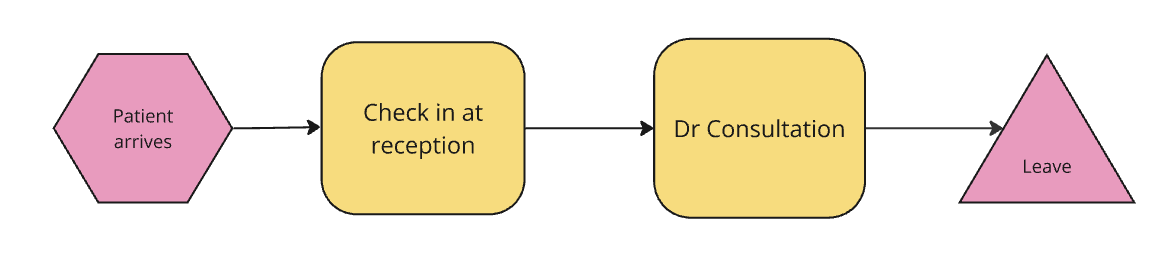 Patient
arrives
Check in at
reception
Dr Consultation
Leave